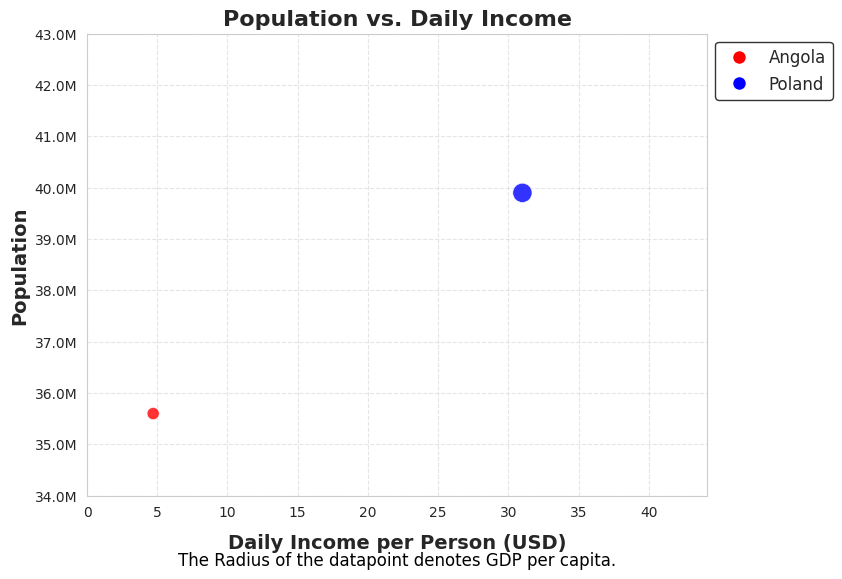 Population vs. Daily Income
43.0M
42.0M
41.0M
40.0M
39.0M
38.0M
37.0M
36.0M
35.0M
34.0M
Population
0 5 10 15 20 25 30 35 40
Daily Income per Person (USD)
The Radius of the datapoint denotes GDP per capita.
Angola
Poland